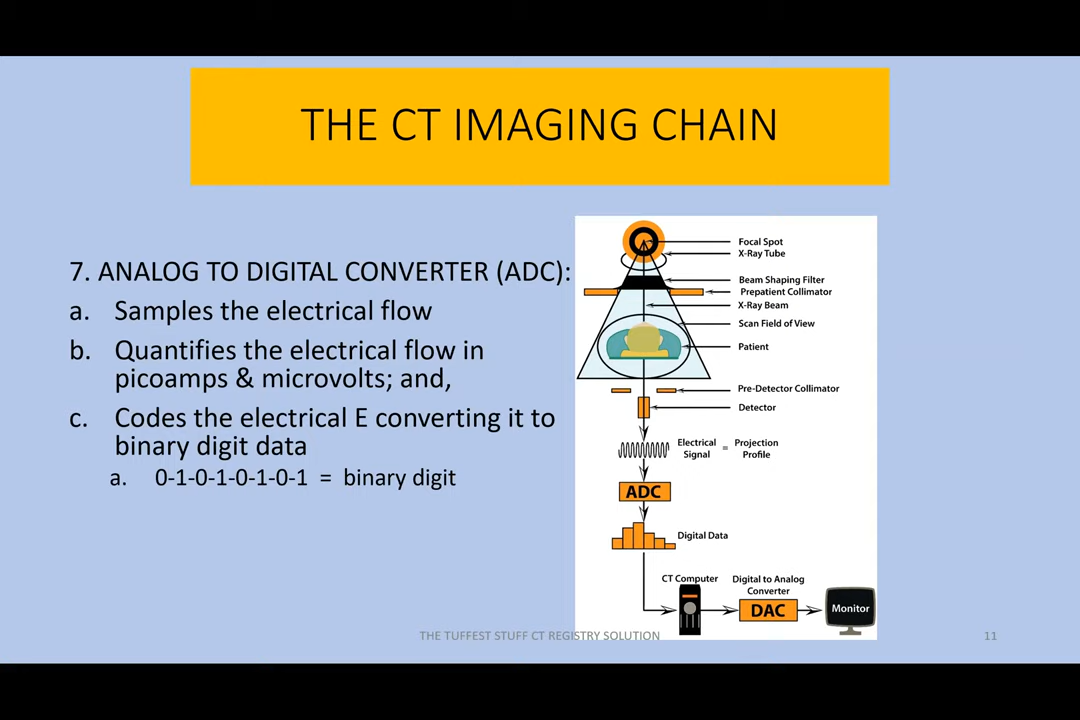 THE CT IMAGING CHAIN
7. ANALOG TO DIGITAL CONVERTER (ADC):
a. Samples the electrical flow
b. Quantifies the electrical flow in
picoamps & microvolts; and,
c. Codes the electrical E converting it to
binary digit data
a. 0-1-0-1-0-1-0-1 = binary digit
Focal Spot
X-Ray Tube
Beam Shaping Filter
Prepatient Collimator
X-Ray Beam
Scan Field of View
Patient
Pre-Detector Collimator
Detector
Electrical
Signal
=
Projection
Profile
ADC
Digital Data
CT Computer
Digital to Analog
Converter
DAC
Monitor
THE TUFFEST STUFF CT REGISTRY SOLUTION
11